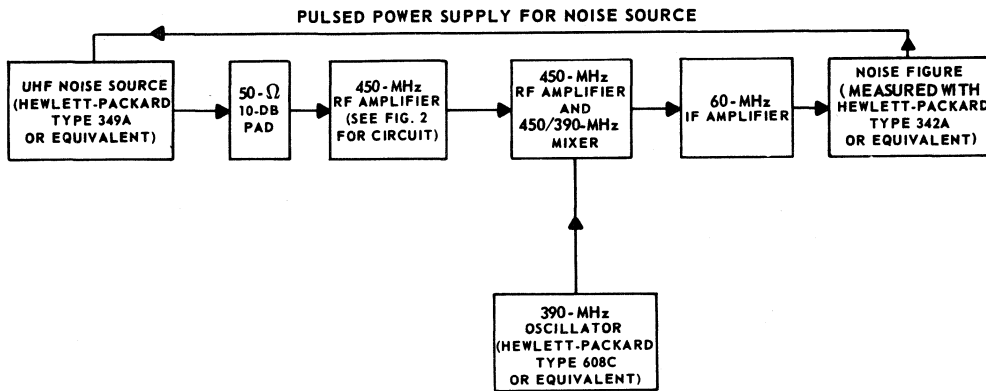 PULSED POWER SUPPLY FOR NOISE SOURCE
UHF NOISE SOURCE
(HEWLETT-PACKARD
TYPE 349A
OR EQUIVALENT)
50-Ω
10-DB
PAD
450-MHz
RF AMPLIFIER
(SEE FIG. 2
FOR CIRCUIT)
450-MHz
RF AMPLIFIER
AND
450/390-MHz
MIXER
60-MHz
IF AMPLIFIER
NOISE FIGURE
(MEASURED WITH
HEWLETT-PACKARD
TYPE 342A
OR EQUIVALENT)
390-MHz
OSCILLATOR
(HEWLETT-PACKARD
TYPE 608C
OR EQUIVALENT)